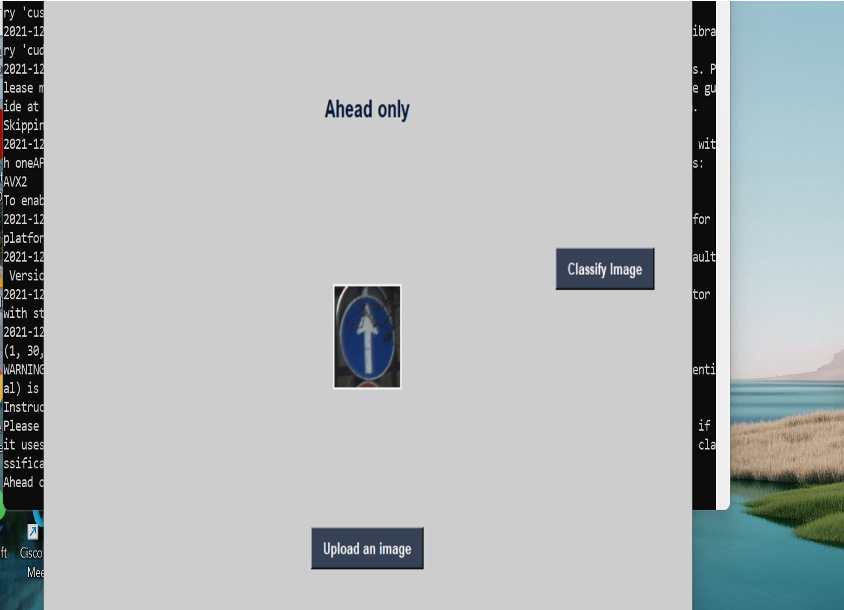 ry 'cus
2021-12
ry 'cud
2021-12
lease m
ide at
Skippin
2021-12
h oneAP
AVX2
To enab
2021-12
platfor
2021-12
Versio
2021-12
with st
2021-12
(1, 30,
WARNING
al) is
Instruc
Please
it uses
ssifica
Ahead o
Ahead only
Classify Image
Upload an image
ibra
s. P
e gu
.
wit
s:
for
ault
tor
enti
if
cla
ft
Cisco
Mee